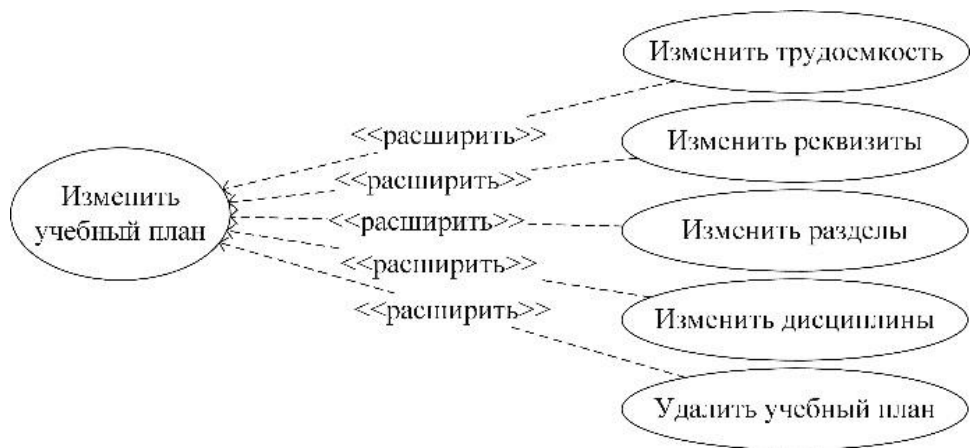 Изменить трудоемкость
<<расширить>>
Изменить реквизиты
<<расширить>>
Изменить
учебный план
<<расширить>>
Изменить разделы
<<расширить>>
Изменить дисциплины
<<расширить>>
Удалить учебный план